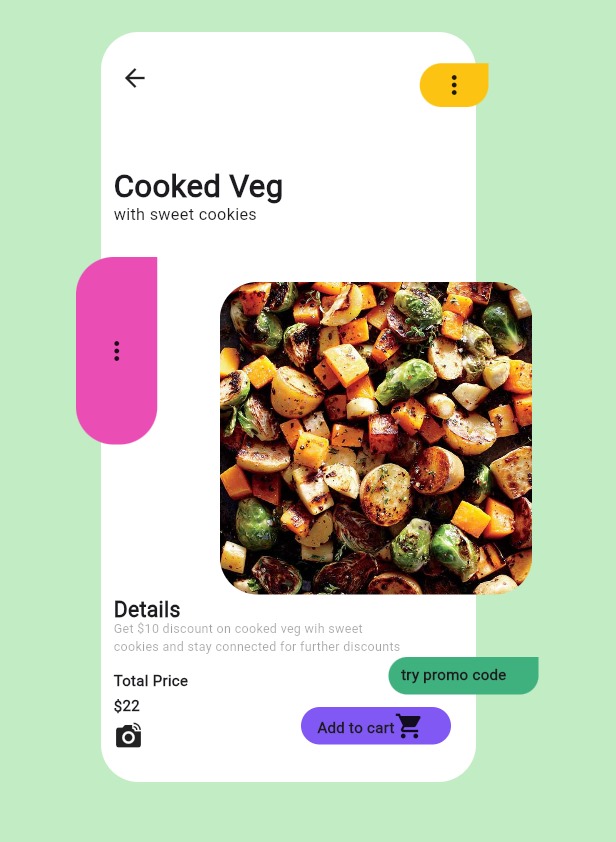 Cooked Veg
with sweet cookies
Details
Get $10 discount on cooked veg wih sweet
cookies and stay connected for further discounts
try promo code
Total Price
$22
Add to cart